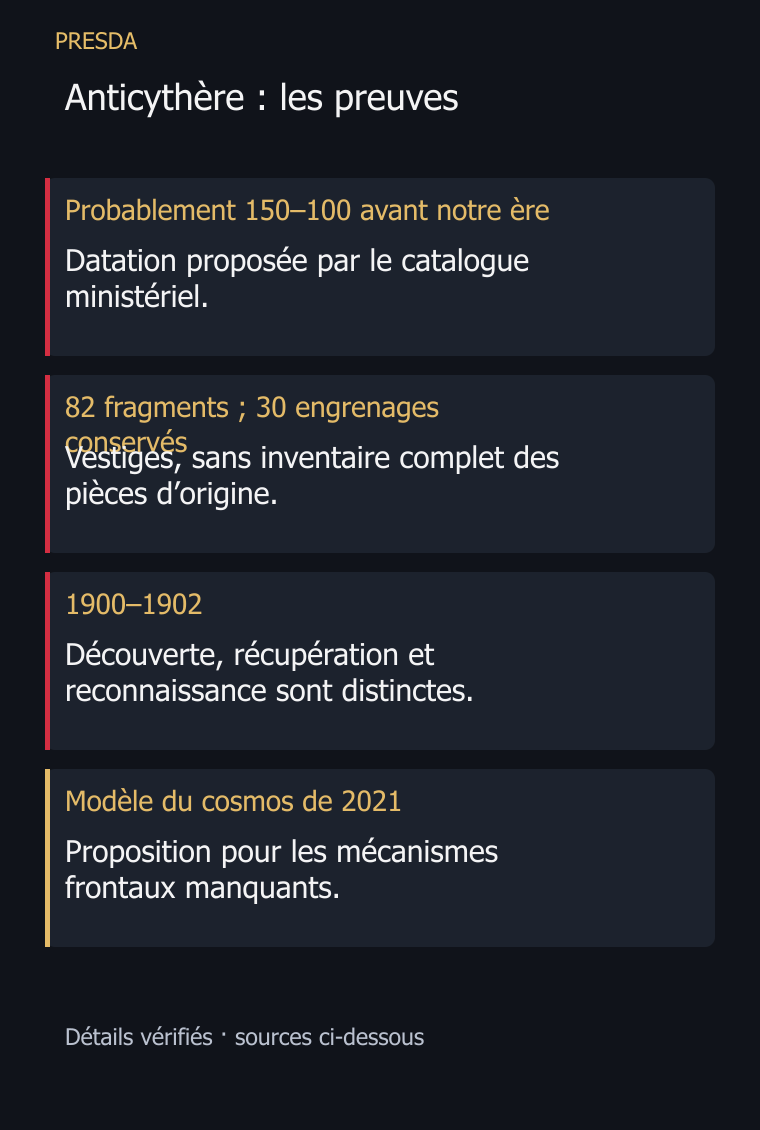 PRESDA
Anticythère : les preuves
Probablement 150–100 avant notre ère
Datation proposée par le catalogue
ministériel.
82 fragments ; 30 engrenages
conservés
Vestiges, sans inventaire complet des
pièces d’origine.
1900–1902
Découverte, récupération et
reconnaissance sont distinctes.
Modèle du cosmos de 2021
Proposition pour les mécanismes
frontaux manquants.
Détails vérifiés · sources ci-dessous